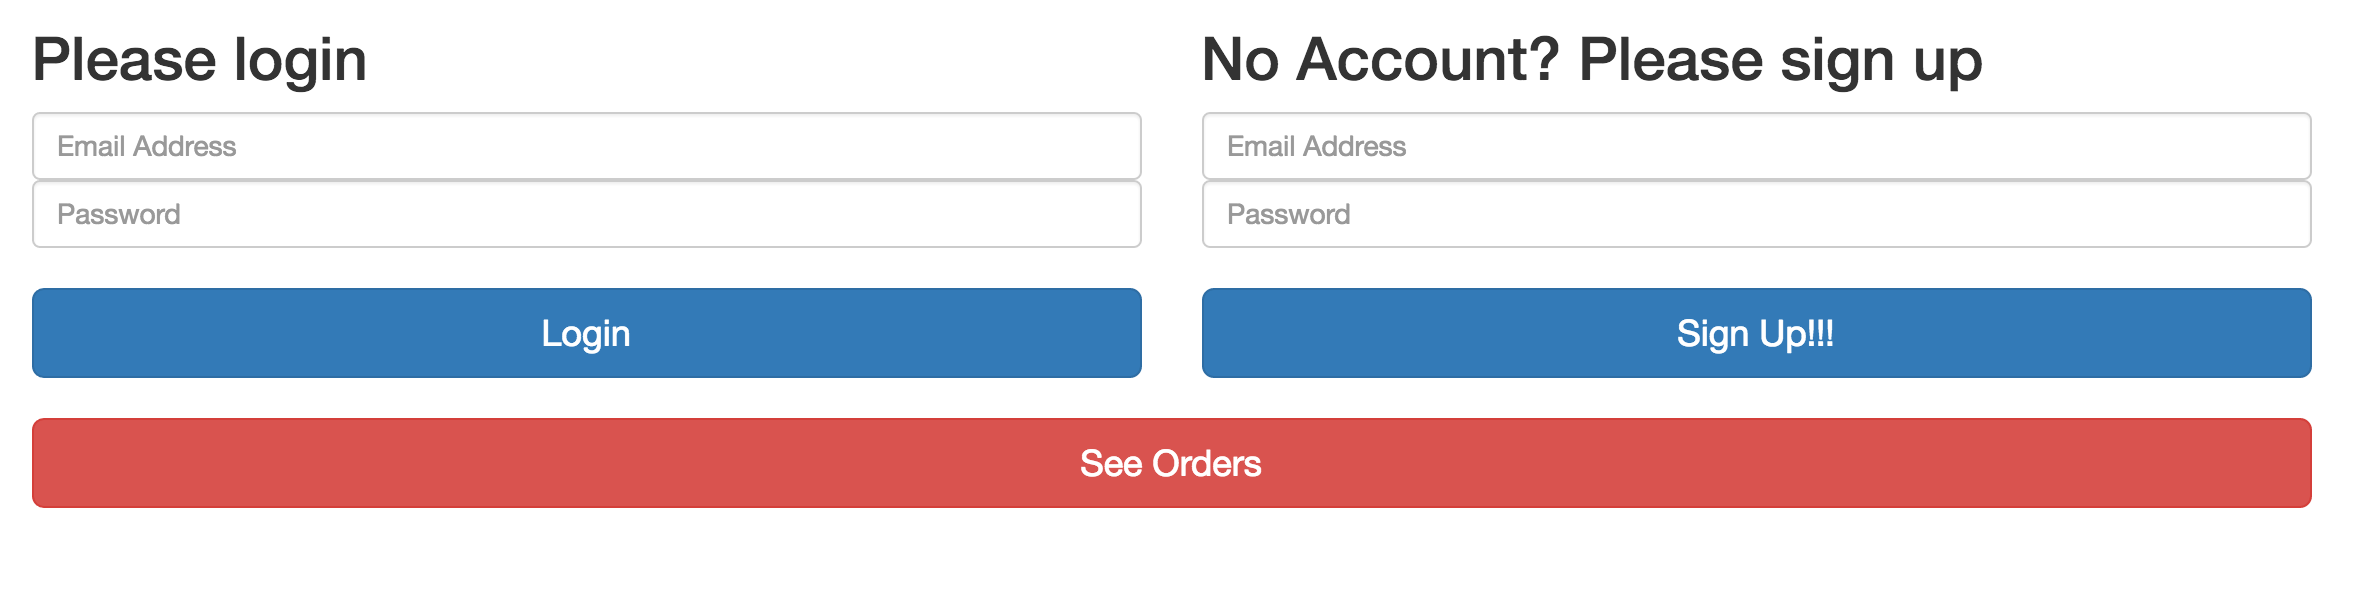 Please login
Email Address
Password
Login
No Account? Please sign up
Email Address
Password
Sign Up!!!
See Orders